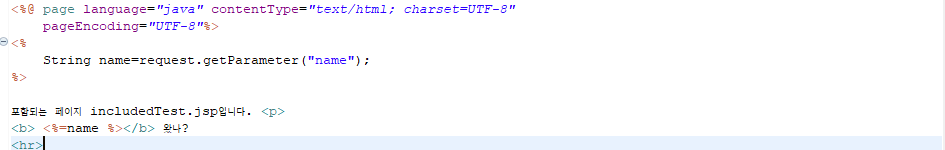 <%@ page language="java" contentType="text/html; charset=UTF-8"
pageEncoding="UTF-8"%>
<%
String name=request.getParameter("name");
%>
포함되는 페이지 includedTest.jsp입니다. <p>
<b> <%=name %></b> 왔나?
<hr>